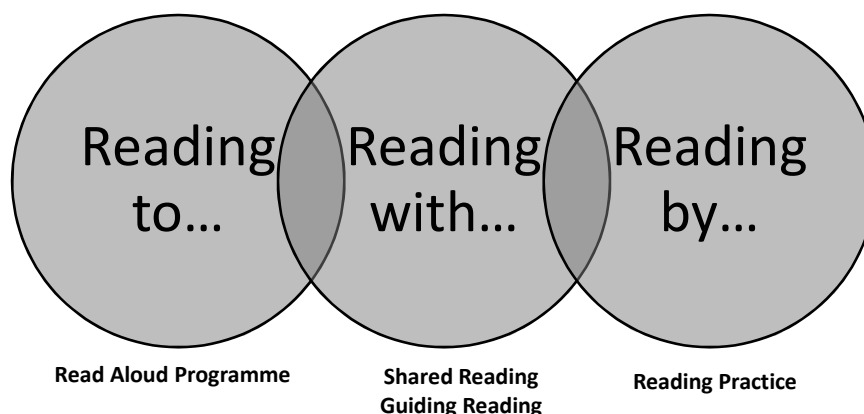 Reading
to...
Reading
with...
Reading
by...
Read Aloud Programme
Shared Reading
Guiding Reading
Reading Practice